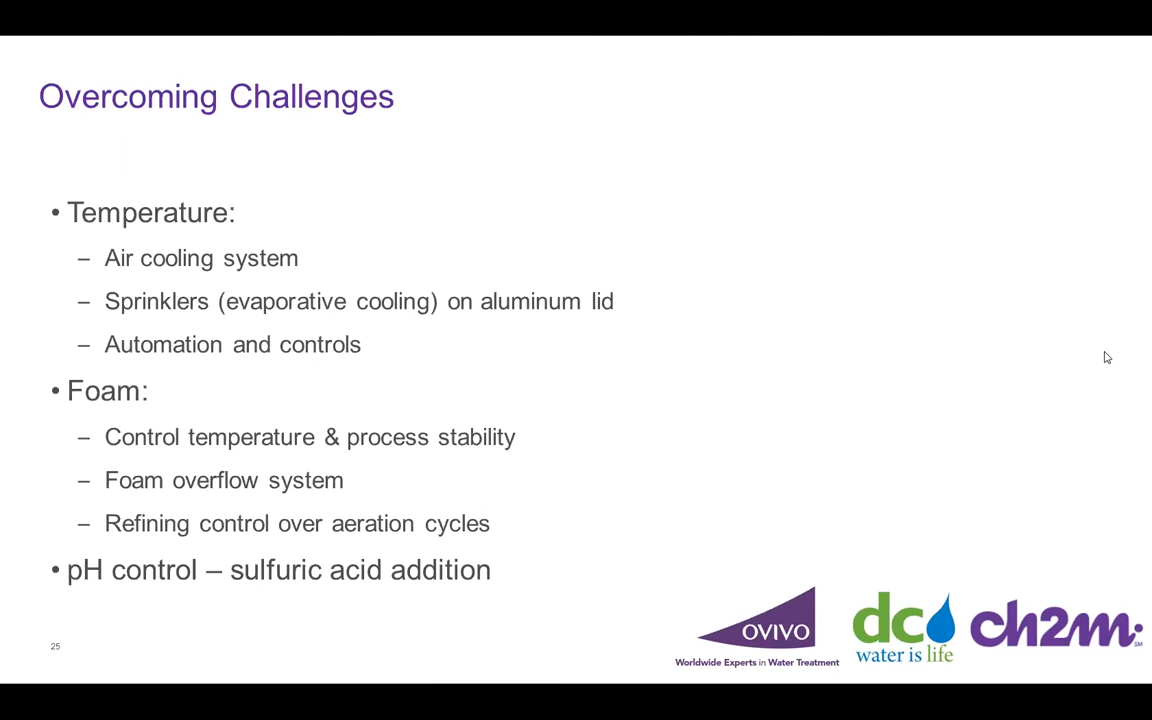 Overcoming Challenges
• Temperature:
– Air cooling system
– Sprinklers (evaporative cooling) on aluminum lid
– Automation and controls
• Foam:
– Control temperature & process stability
– Foam overflow system
– Refining control over aeration cycles
• pH control – sulfuric acid addition
25
OVIVO
Worldwide Experts in Water Treatment
dc
water is life
ch2m
SM